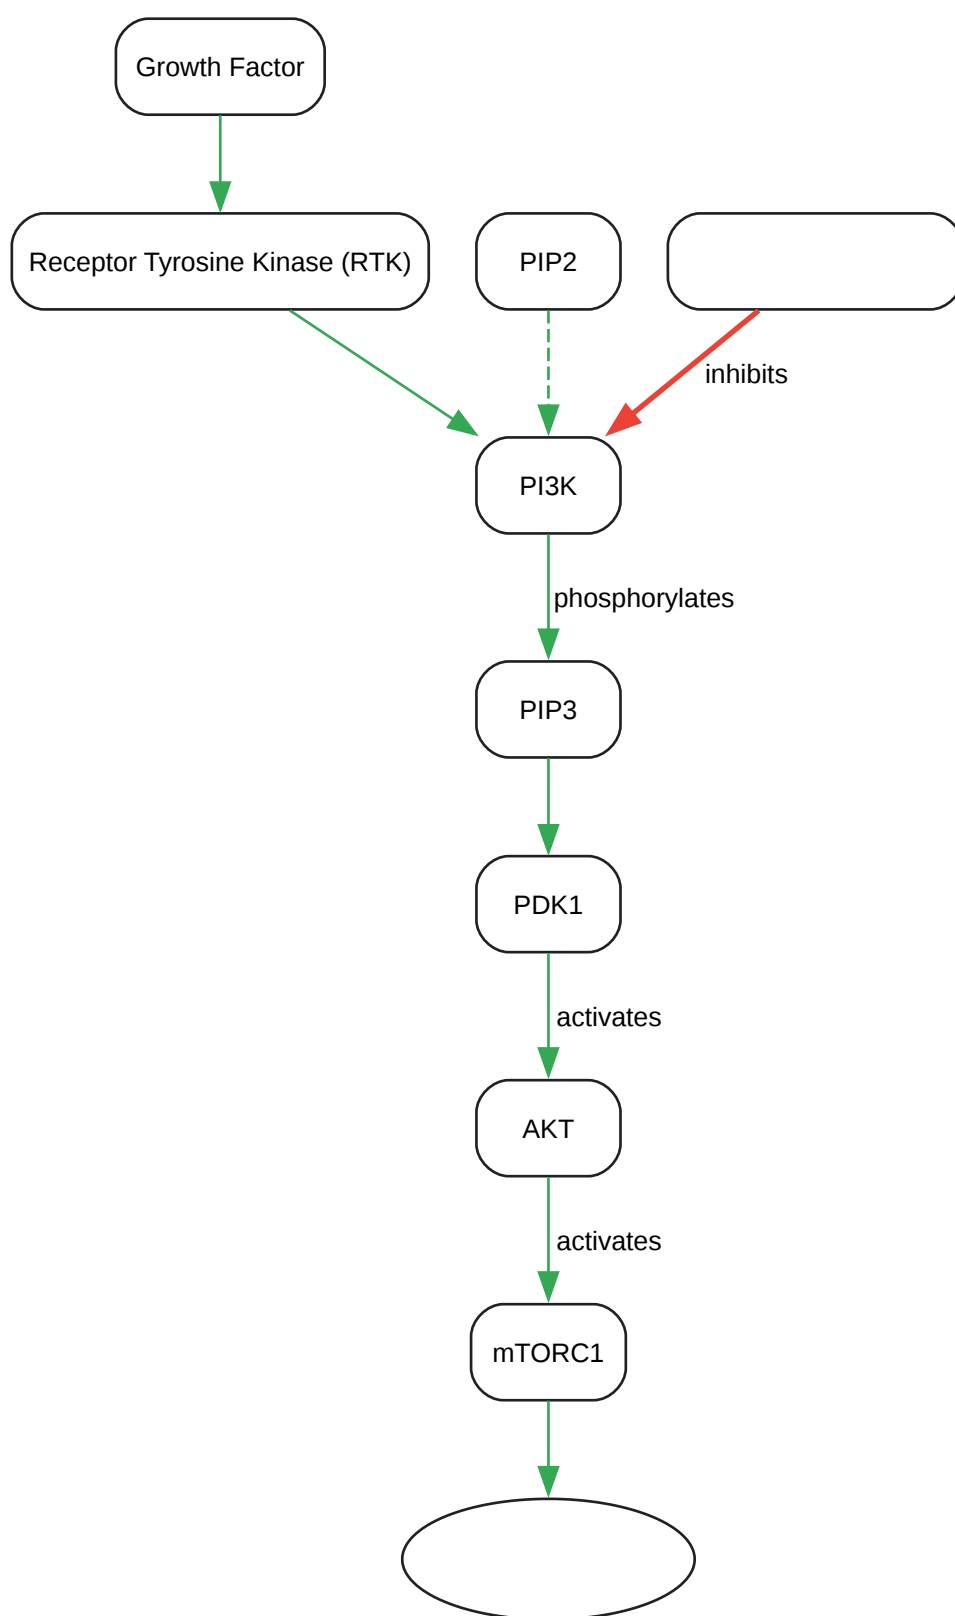 Growth Factor
Receptor Tyrosine Kinase (RTK)
PIP2
inhibits
PI3K
phosphorylates
PIP3
PDK1
activates
AKT
activates
mTORC1